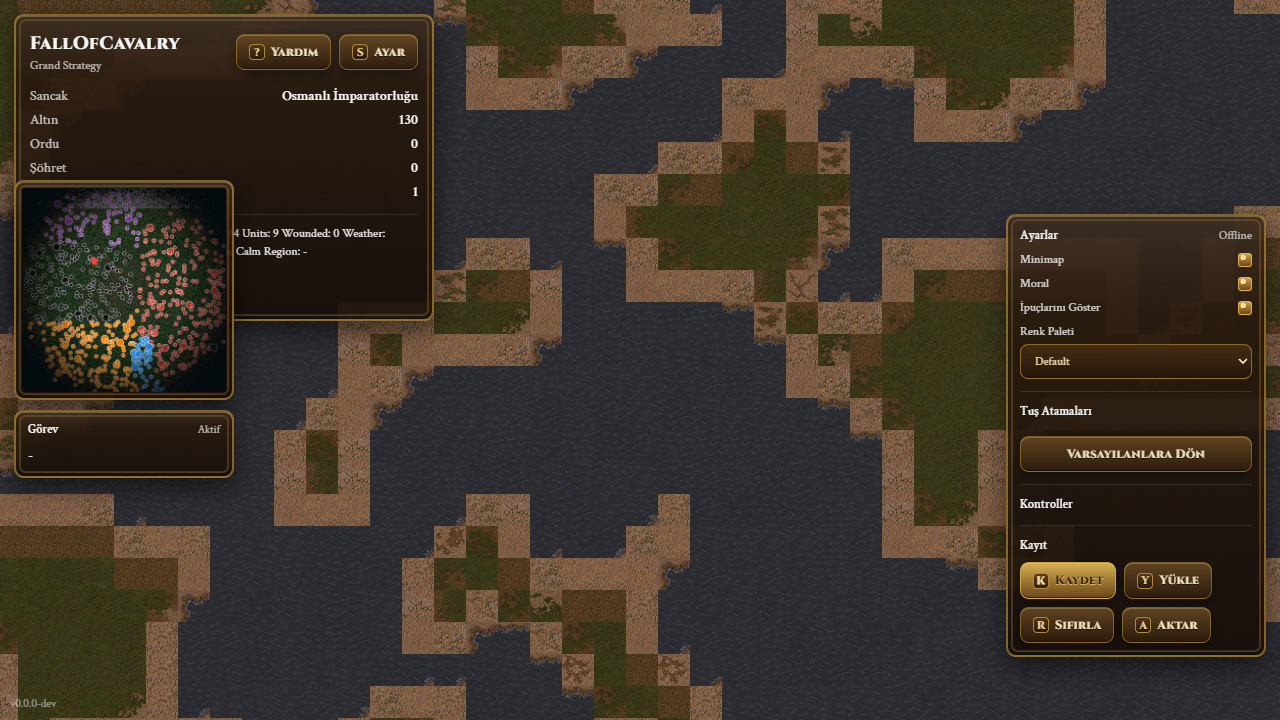 FallOfCavalry
Grand Strategy
? Yardım
S Ayar
Sancak Osmanlı İmparatorluğu
Altın 130
Ordu 0
Şöhret 0
1
4 Units: 9 Wounded: 0 Weather:
Calm Region: -
Görev Aktif
-
Ayarlar Offline
Minimap
Moral
İpuçlarını Göster
Renk Paleti
Default
Tuş Atamaları
Varsayılanlara Dön
Kontroller
Kayıt
K Kaydet
Y Yükle
R Sıfırla
A Aktar
v0.0.0-dev